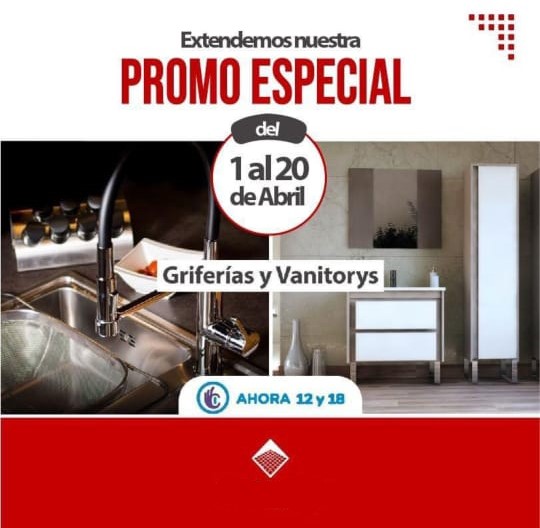 Extendemos nuestra
PROMO ESPECIAL
del
1 al 20
de Abril
Griferías y Vanitorys
AHORA 12 y 18